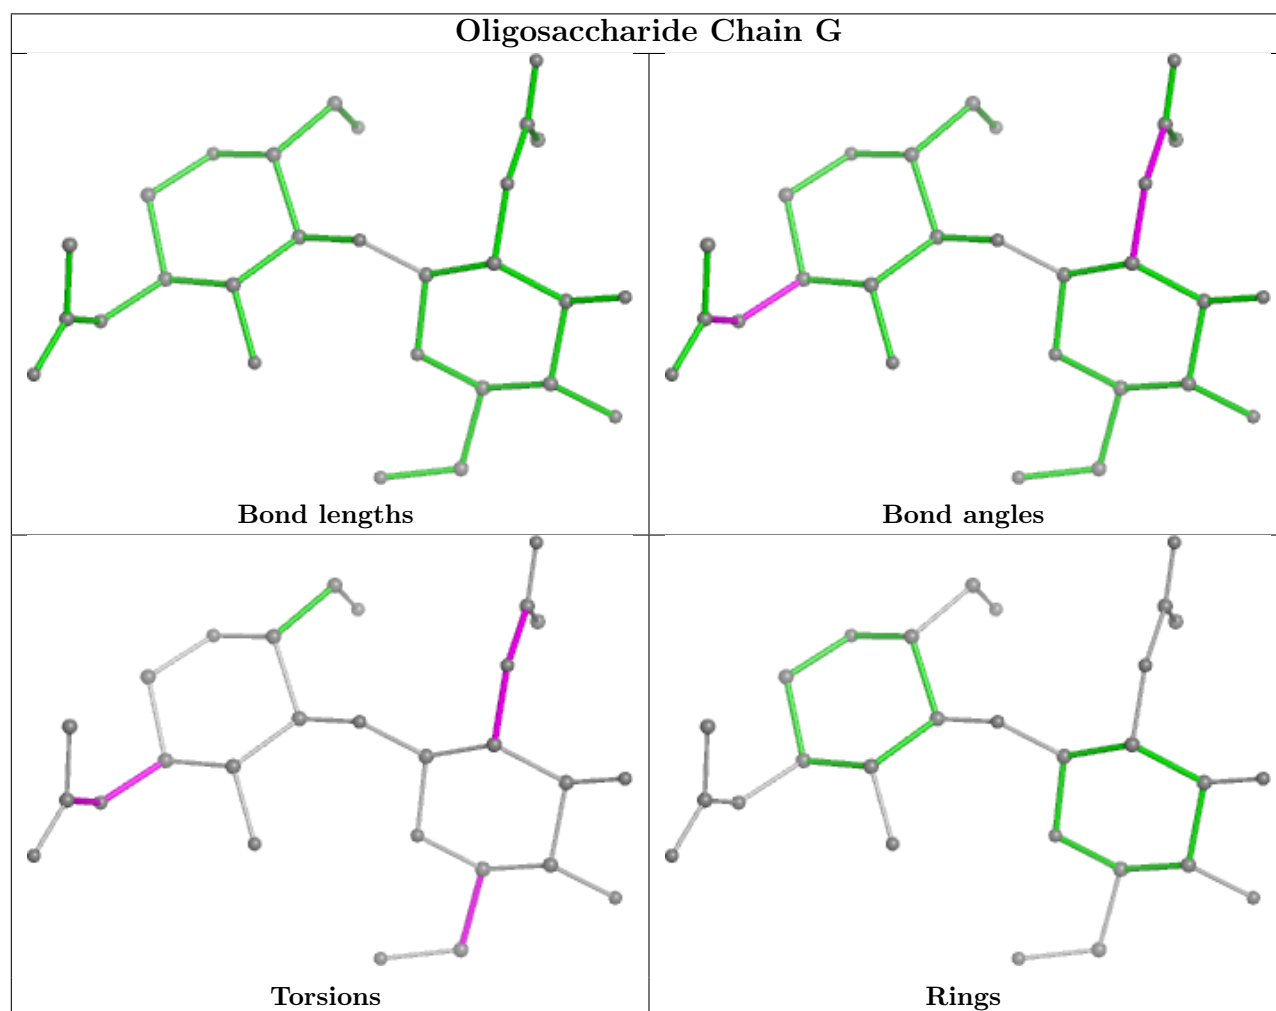 Oligosaccharide Chain G
Bond lengths
Bond angles
Torsions
Rings